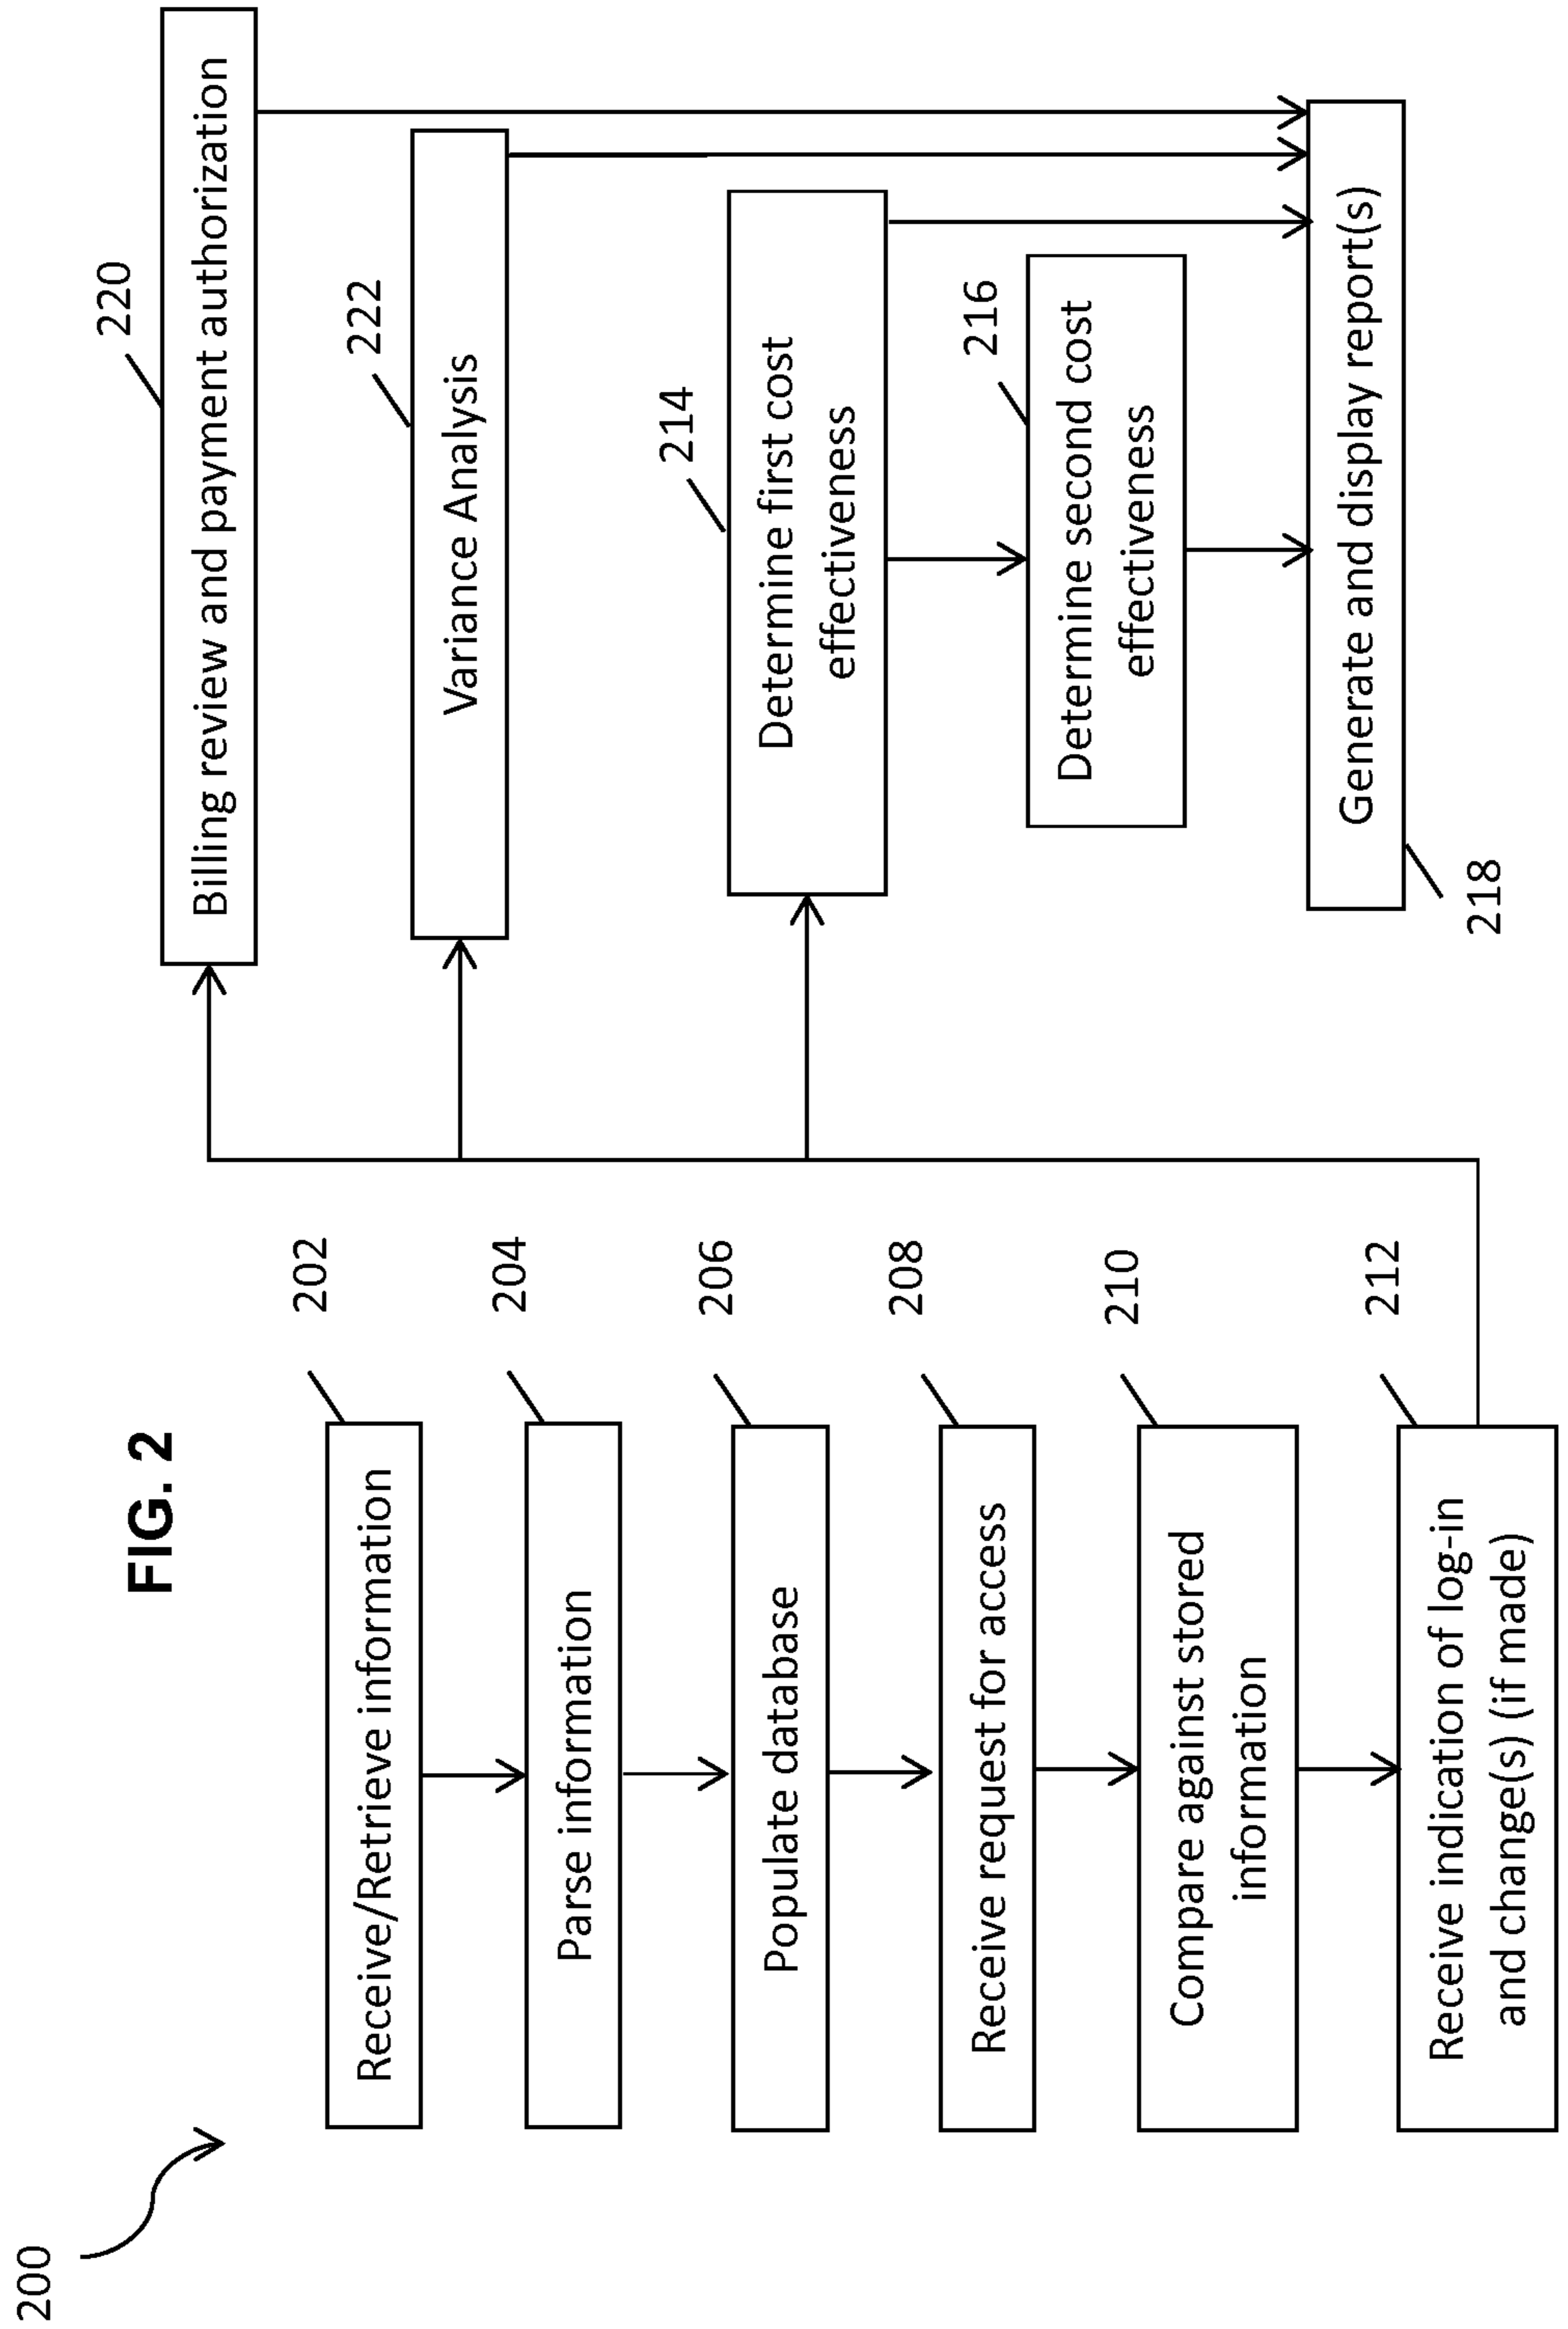 200
FIG. 2
202
Receive/Retrieve information
204
Parse information
206
Populate database
208
Receive request for access
210
Compare against stored
information
212
Receive indication of log-in
and change(s) (if made)
220
Billing review and payment authorization
222
Variance Analysis
214
Determine first cost
effectiveness
216
Determine second cost
effectiveness
Generate and display report(s)
218